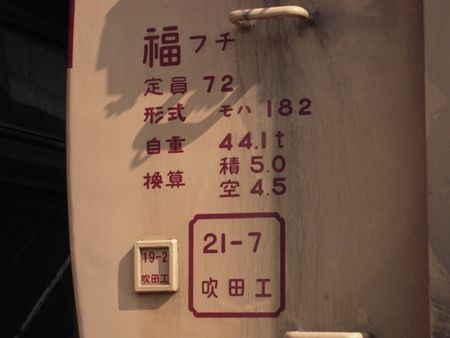 福フチ
定員 72
形式 モハ 182
自重 44.1t
換算 積 5.0
空 4.5
21-7
吹田工
19-2
吹田工